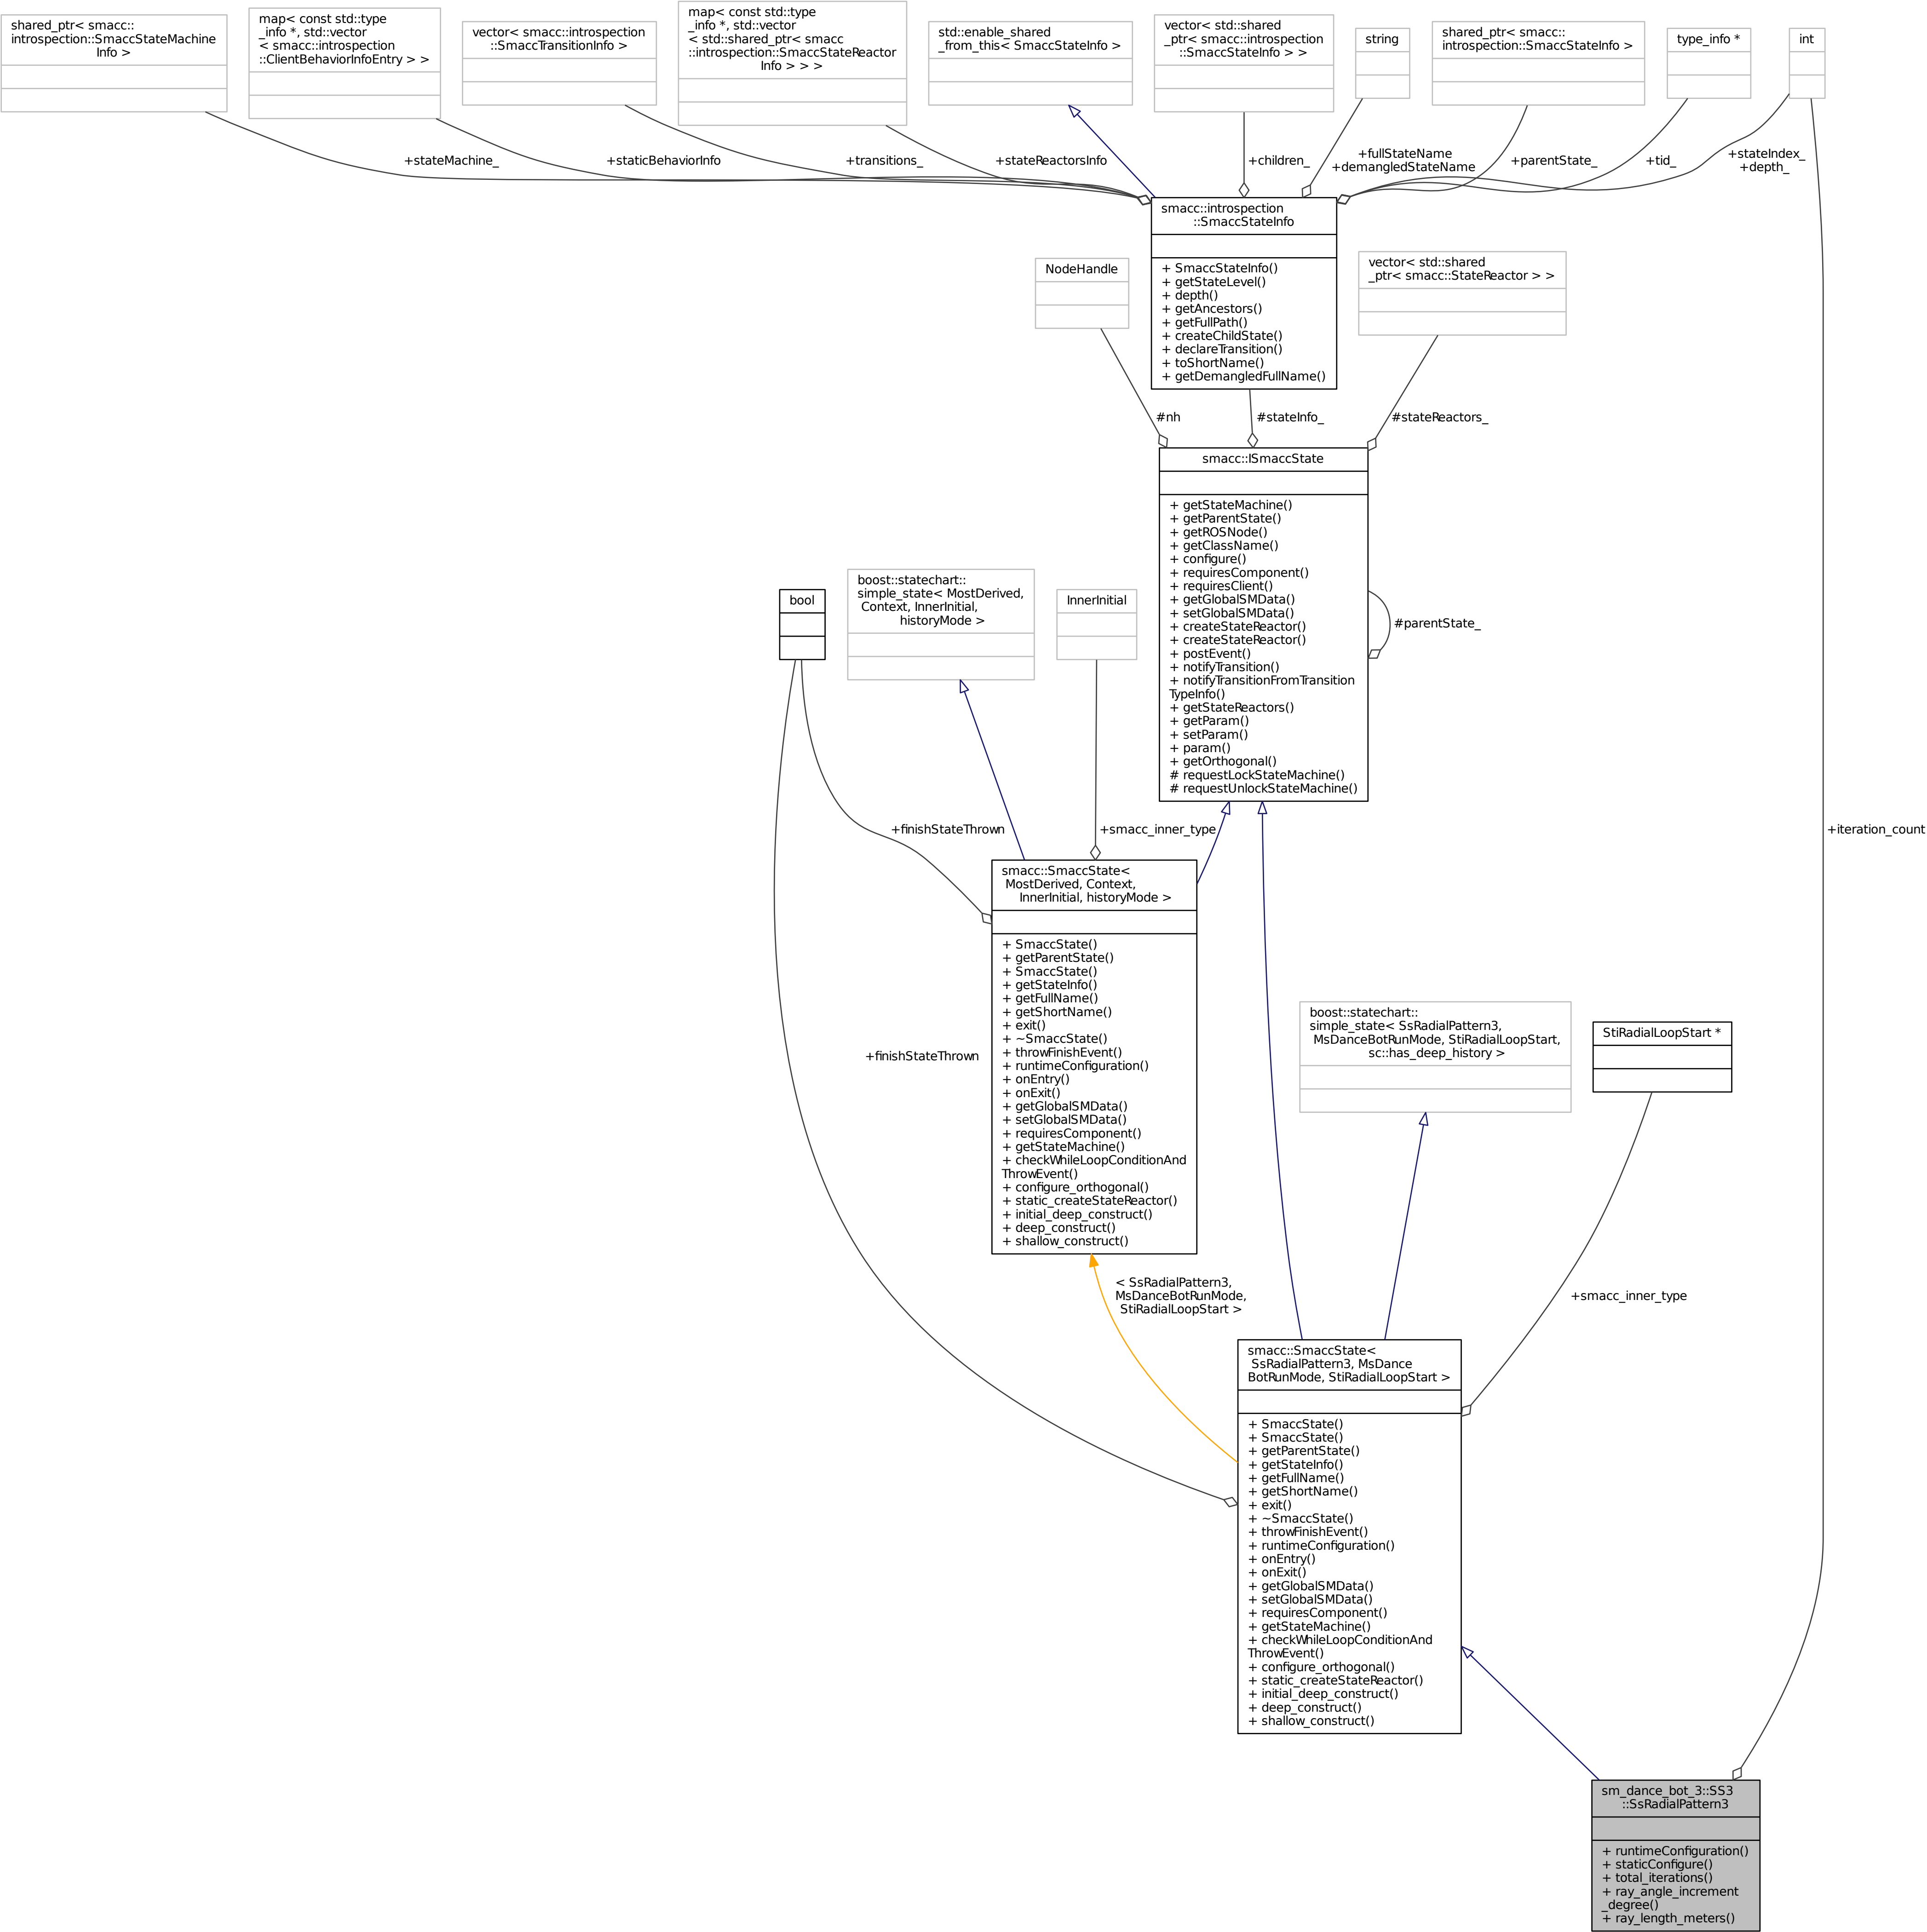 shared_ptr< smacc::
introspection::SmaccStateMachine
Info >
map< const std::type
_info *, std::vector
< smacc::introspection
::ClientBehaviorInfoEntry > >
vector< smacc::introspection
::SmaccTransitionInfo >
map< const std::type
_info *, std::vector
< std::shared_ptr< smacc
::introspection::SmaccStateReactor
Info > > >
std::enable_shared
_from_this< SmaccStateInfo >
vector< std::shared
_ptr< smacc::introspection
::SmaccStateInfo > >
string
shared_ptr< smacc::
introspection::SmaccStateInfo >
type_info *
int
+stateMachine_
+staticBehaviorInfo
+transitions_
+stateReactorsInfo
+children_
+fullStateName
+demangledStateName
+parentState_
+tid_
+stateIndex_
+depth_
smacc::introspection
::SmaccStateInfo
+ SmaccStateInfo()
+ getStateLevel()
+ depth()
+ getAncestors()
+ getFullPath()
+ createChildState()
+ declareTransition()
+ toShortName()
+ getDemangledFullName()
NodeHandle
vector< std::shared
_ptr< smacc::StateReactor > >
#nh
#stateInfo_
#stateReactors_
smacc::ISmaccState
+ getStateMachine()
+ getParentState()
+ getROSNode()
+ getClassName()
+ configure()
+ requiresComponent()
+ requiresClient()
+ getGlobalSMData()
+ setGlobalSMData()
+ createStateReactor()
+ createStateReactor()
+ postEvent()
+ notifyTransition()
+ notifyTransitionFromTransition
TypeInfo()
+ getStateReactors()
+ getParam()
+ setParam()
+ param()
+ getOrthogonal()
# requestLockStateMachine()
# requestUnlockStateMachine()
#parentState_
bool
boost::statechart::
simple_state< MostDerived,
Context, InnerInitial,
historyMode >
InnerInitial
+finishStateThrown
+smacc_inner_type
+iteration_count
smacc::SmaccState<
MostDerived, Context,
InnerInitial, historyMode >
+ SmaccState()
+ getParentState()
+ SmaccState()
+ getStateInfo()
+ getFullName()
+ getShortName()
+ exit()
+ ~SmaccState()
+ throwFinishEvent()
+ runtimeConfiguration()
+ onEntry()
+ onExit()
+ getGlobalSMData()
+ setGlobalSMData()
+ requiresComponent()
+ getStateMachine()
+ checkWhileLoopConditionAnd
ThrowEvent()
+ configure_orthogonal()
+ static_createStateReactor()
+ initial_deep_construct()
+ deep_construct()
+ shallow_construct()
+finishStateThrown
boost::statechart::
simple_state< SsRadialPattern3,
MsDanceBotRunMode, StiRadialLoopStart,
sc::has_deep_history >
StiRadialLoopStart *
< SsRadialPattern3,
MsDanceBotRunMode,
StiRadialLoopStart >
+smacc_inner_type
smacc::SmaccState<
SsRadialPattern3, MsDance
BotRunMode, StiRadialLoopStart >
+ SmaccState()
+ SmaccState()
+ getParentState()
+ getStateInfo()
+ getFullName()
+ getShortName()
+ exit()
+ ~SmaccState()
+ throwFinishEvent()
+ runtimeConfiguration()
+ onEntry()
+ onExit()
+ getGlobalSMData()
+ setGlobalSMData()
+ requiresComponent()
+ getStateMachine()
+ checkWhileLoopConditionAnd
ThrowEvent()
+ configure_orthogonal()
+ static_createStateReactor()
+ initial_deep_construct()
+ deep_construct()
+ shallow_construct()
sm_dance_bot_3::SS3
::SsRadialPattern3
+ runtimeConfiguration()
+ staticConfigure()
+ total_iterations()
+ ray_angle_increment
_degree()
+ ray_length_meters()